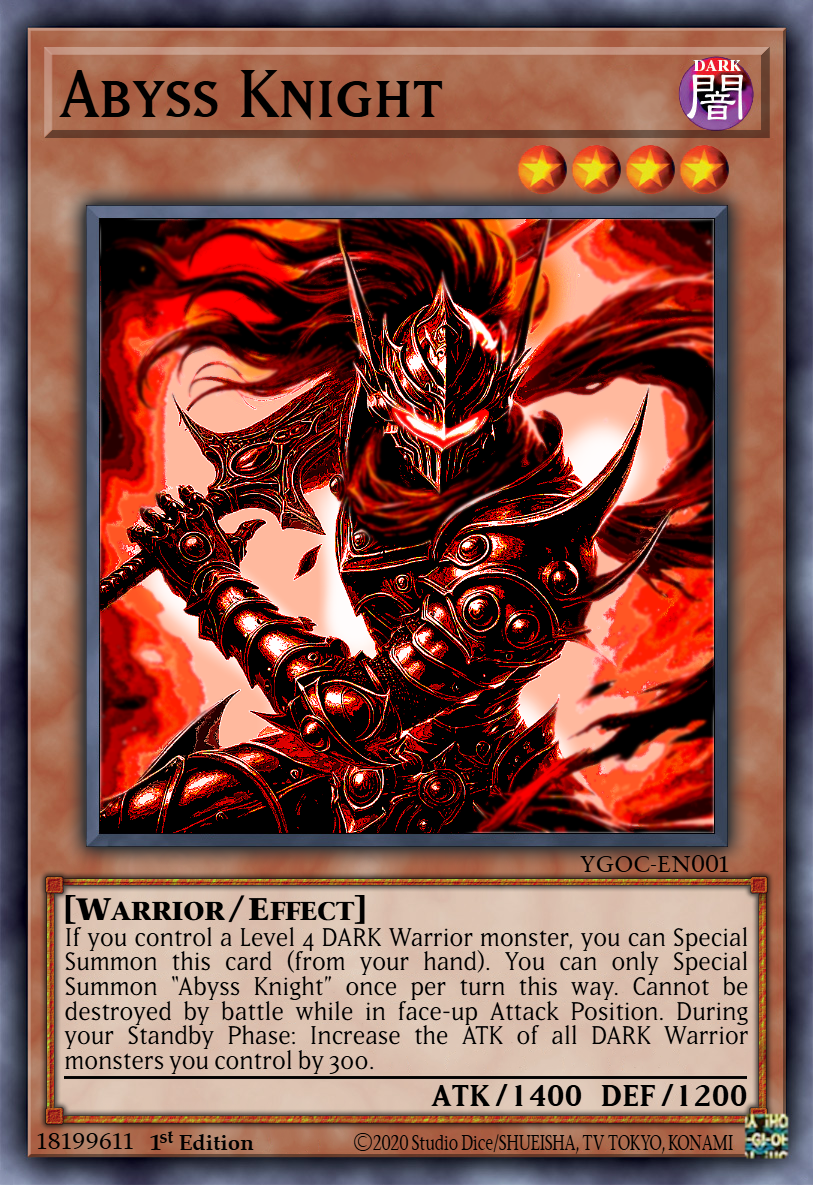 Abyss Knight
DARK
闇
YGOC-EN001
[Warrior/Effect]
If you control a Level 4 DARK Warrior monster, you can Special
Summon this card (from your hand). You can only Special
Summon "Abyss Knight" once per turn this way. Cannot be
destroyed by battle while in face-up Attack Position. During
your Standby Phase: Increase the ATK of all DARK Warrior
monsters you control by 300.
ATK/1400 DEF/1200
18199611 1st Edition ©2020 Studio Dice/SHUEISHA, TV TOKYO, KONAMI